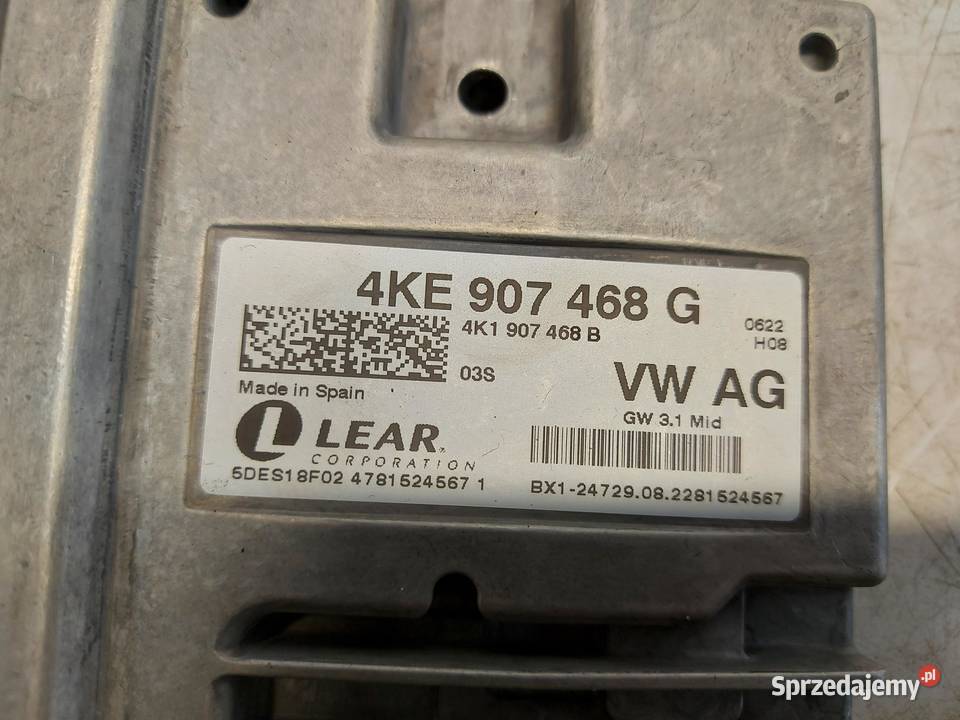 4KE 907 468 G
4K1 907 468 B
0622
H08
03S
VW AG
Made in Spain
GW 3.1 Mid
L LEAR
CORPORATION
5DES18F02 4781524567 1
BX1-24729.08.2281524567
Sprzedajemy.pl